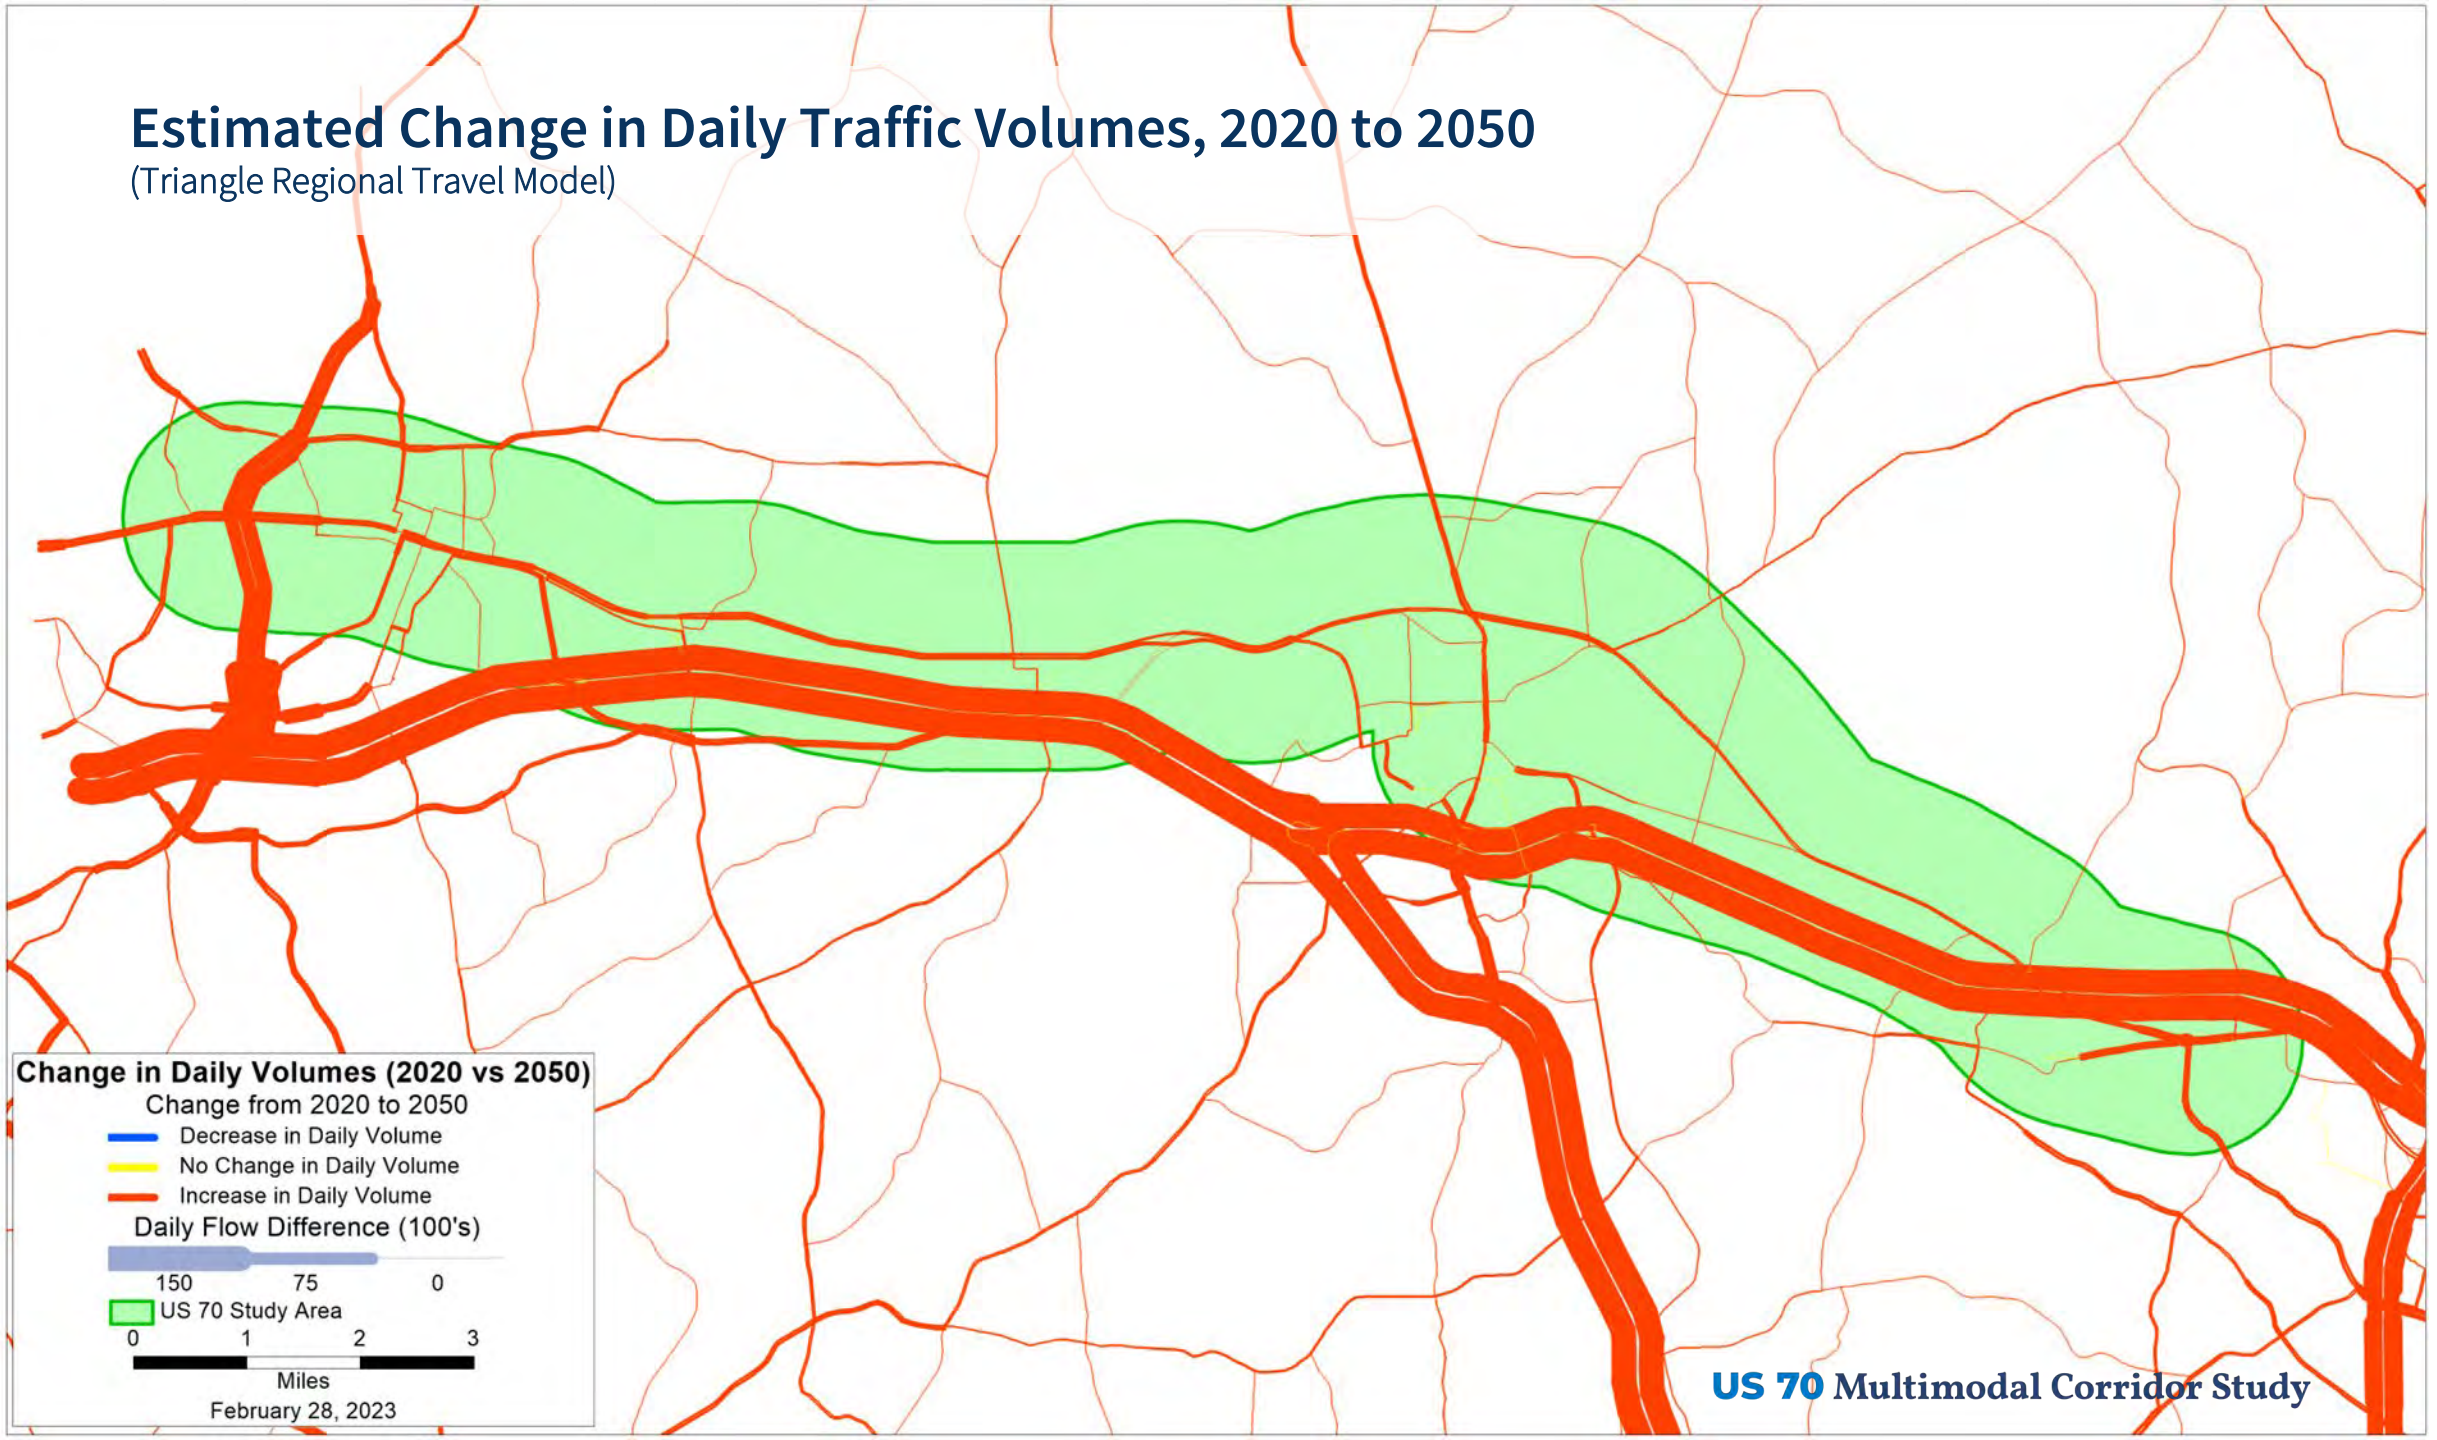 Estimated Change in Daily Traffic Volumes, 2020 to 2050
(Triangle Regional Travel Model)
Change in Daily Volumes (2020 vs 2050)
Change from 2020 to 2050
Decrease in Daily Volume
No Change in Daily Volume
Increase in Daily Volume
Daily Flow Difference (100's)
150 75 0
US 70 Study Area
0 1 2 3
Miles
February 28, 2023
US 70 Multimodal Corridor Study